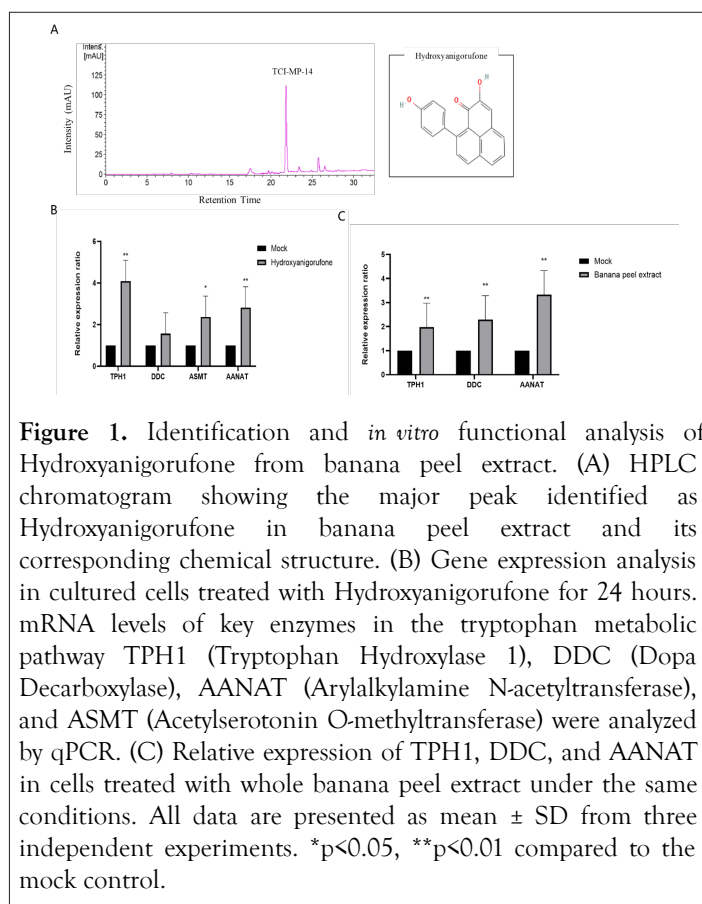 A
Intens.
[mAU]
125
100
75
50
25
0
Intensity (mAU)
TCI-MP-14
0 5 10 15 20 25 30
Retention Time
Hydroxyanigorufone
H
O
O
O
H
B
Relative expression ratio
6
4
2
0
** * **
TPH1 DDC ASMT AANAT
Mock
Hydroxyanigorufone
C
Relative expression ratio
5
4
3
2
1
0
** ** **
TPH1 DDC AANAT
Mock
Banana peel extract
Figure 1. Identification and in vitro functional analysis of
Hydroxyanigorufone from banana peel extract. (A) HPLC
chromatogram showing the major peak identified as
Hydroxyanigorufone in banana peel extract and its
corresponding chemical structure. (B) Gene expression analysis
in cultured cells treated with Hydroxyanigorufone for 24 hours.
mRNA levels of key enzymes in the tryptophan metabolic
pathway TPH1 (Tryptophan Hydroxylase 1), DDC (Dopa
Decarboxylase), AANAT (Arylalkylamine N-acetyltransferase),
and ASMT (Acetylserotonin O-methyltransferase) were analyzed
by qPCR. (C) Relative expression of TPH1, DDC, and AANAT
in cells treated with whole banana peel extract under the same
conditions. All data are presented as mean ± SD from three
independent experiments. *p<0.05, **p<0.01 compared to the
mock control.